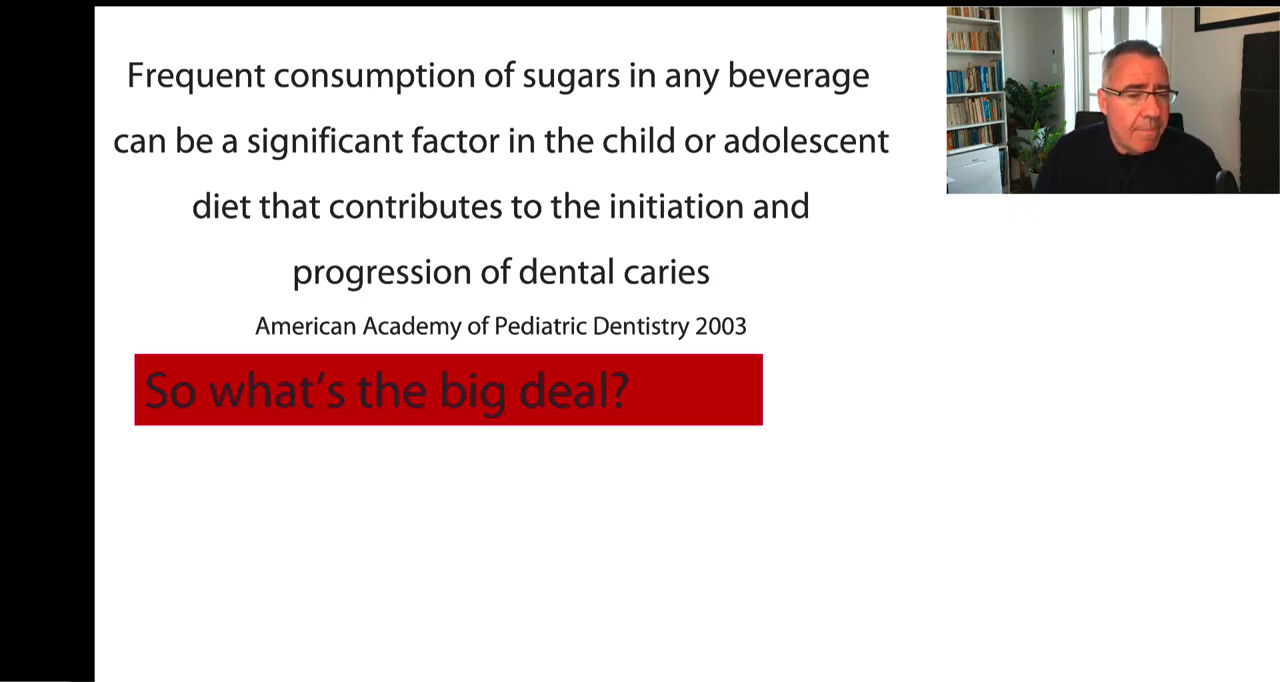 Frequent consumption of sugars in any beverage
can be a significant factor in the child or adolescent
diet that contributes to the initiation and
progression of dental caries
American Academy of Pediatric Dentistry 2003
So what's the big deal?